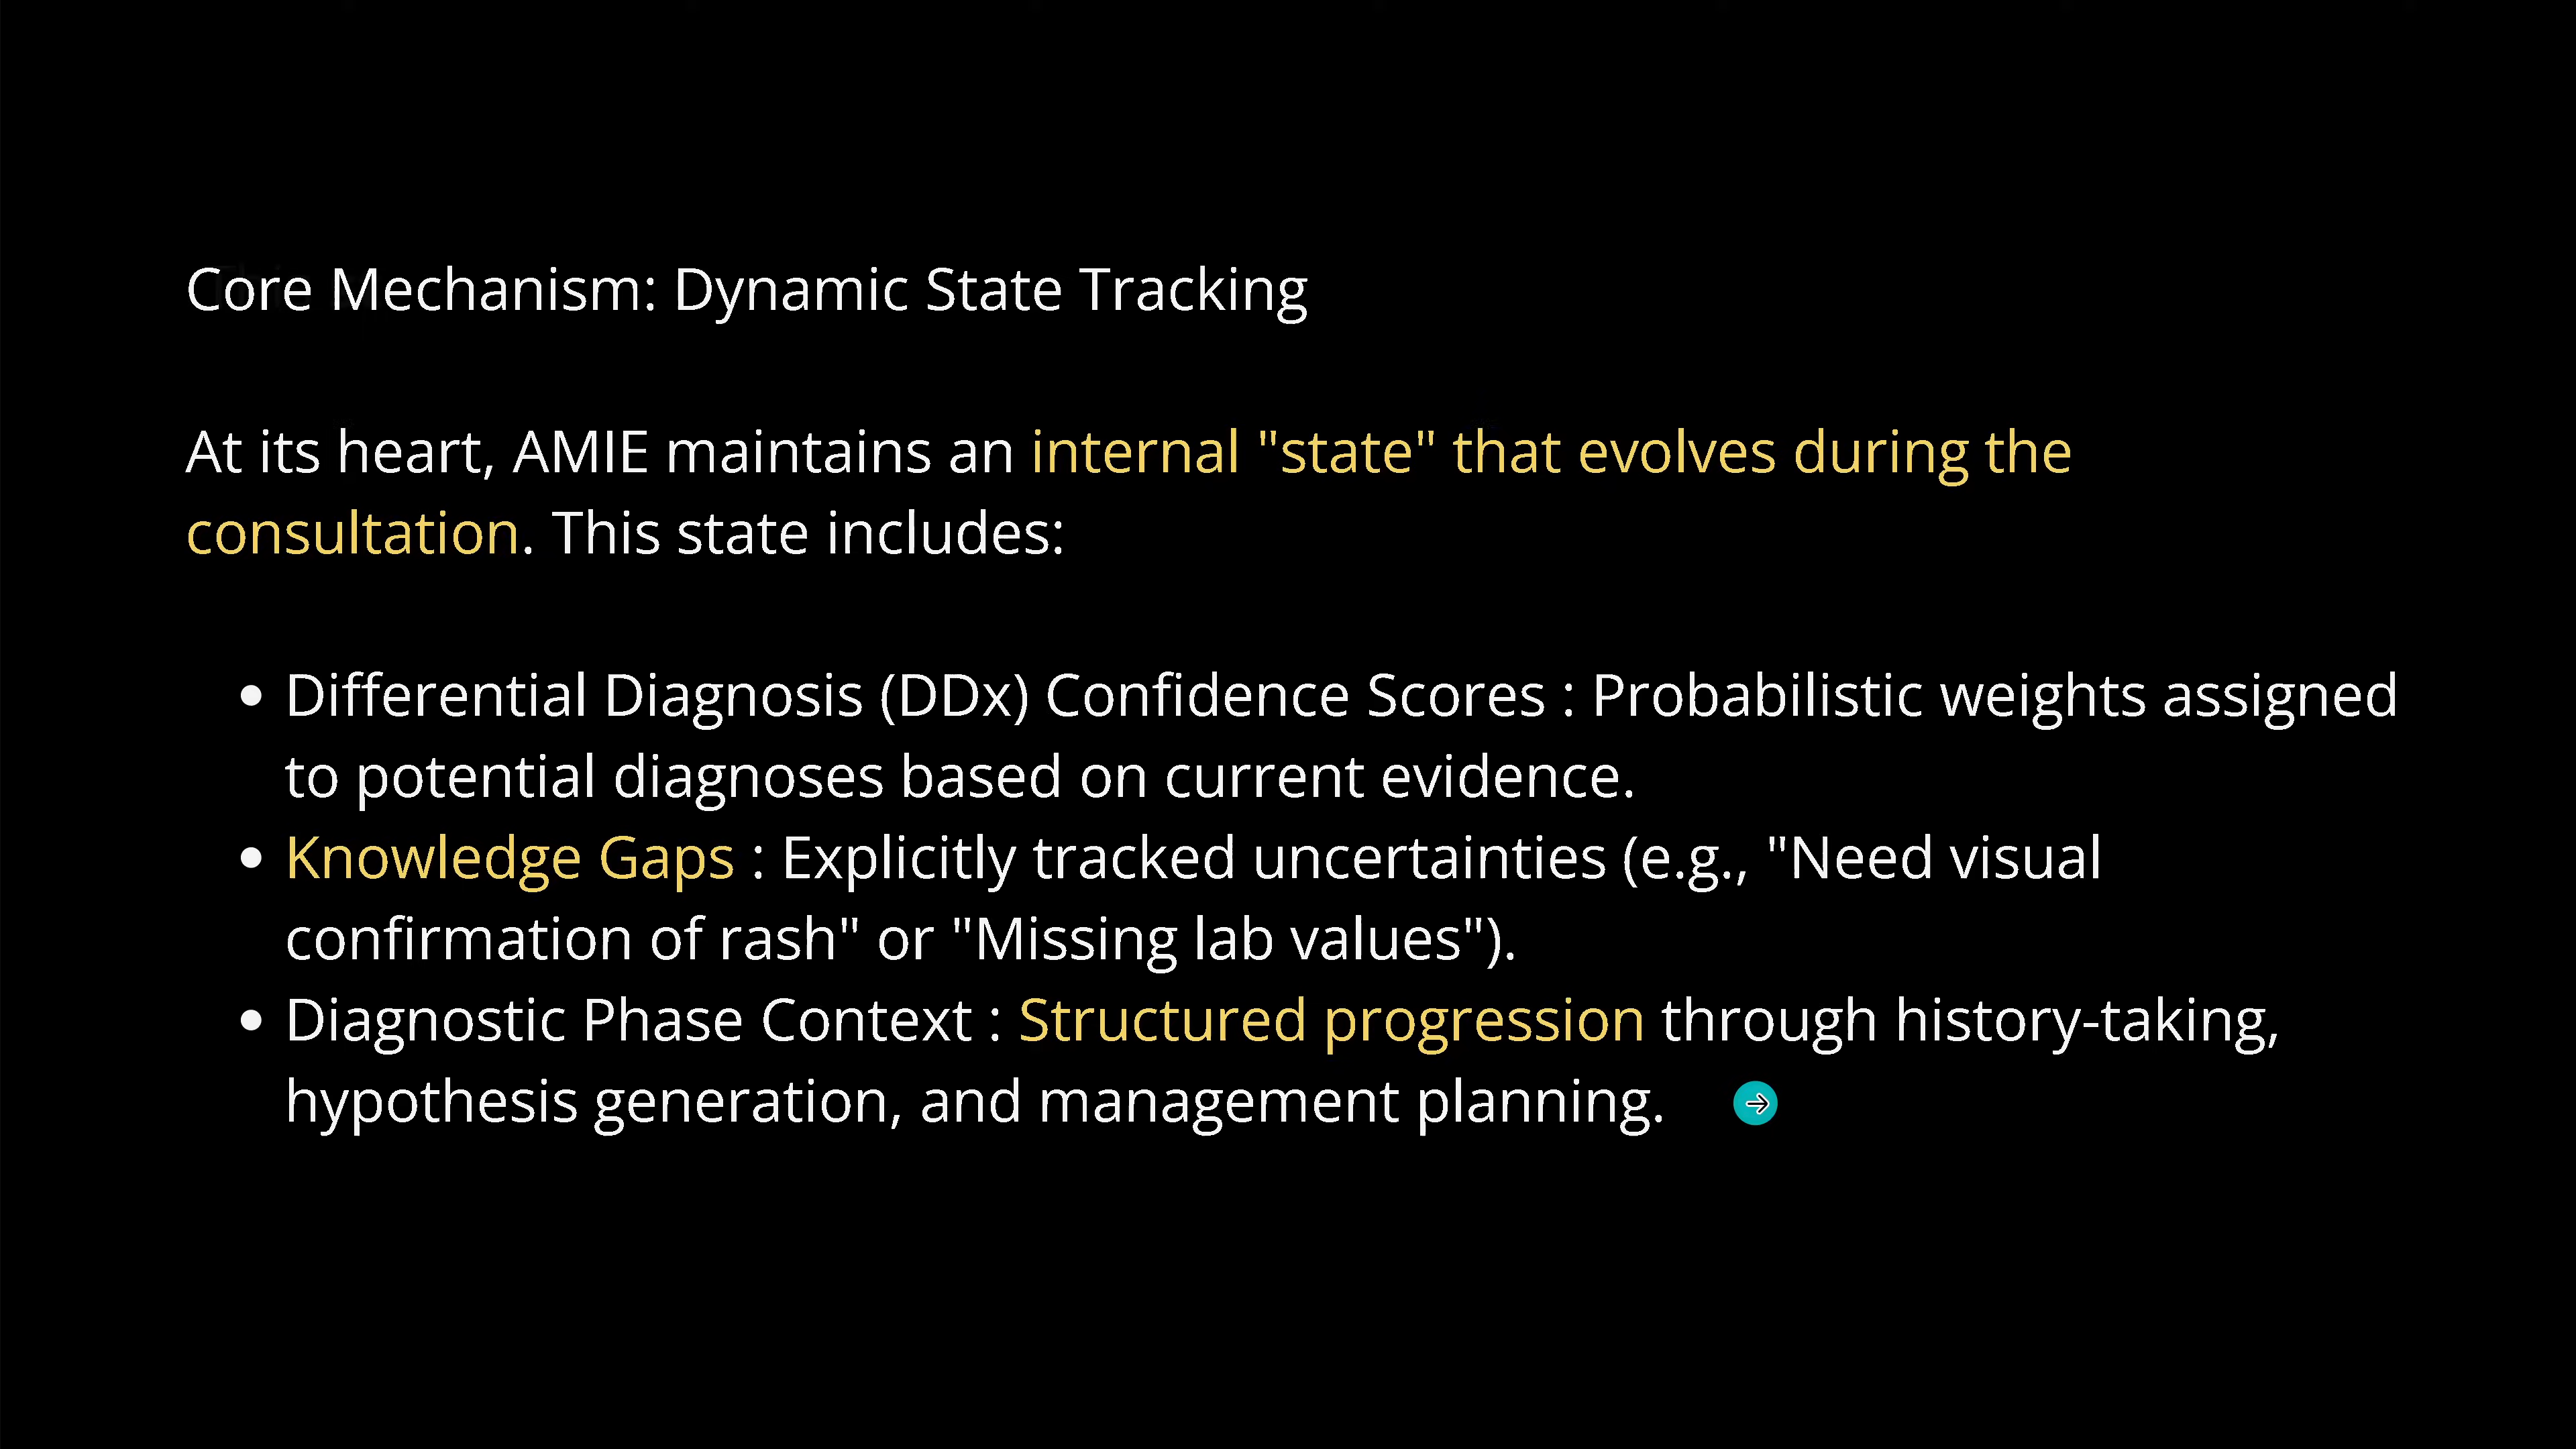 Core Mechanism: Dynamic State Tracking
At its heart, AMIE maintains an internal "state" that evolves during the
consultation. This state includes:
• Differential Diagnosis (DDx) Confidence Scores : Probabilistic weights assigned
to potential diagnoses based on current evidence.
• Knowledge Gaps : Explicitly tracked uncertainties (e.g., "Need visual
confirmation of rash" or "Missing lab values").
• Diagnostic Phase Context : Structured progression through history-taking,
hypothesis generation, and management planning.